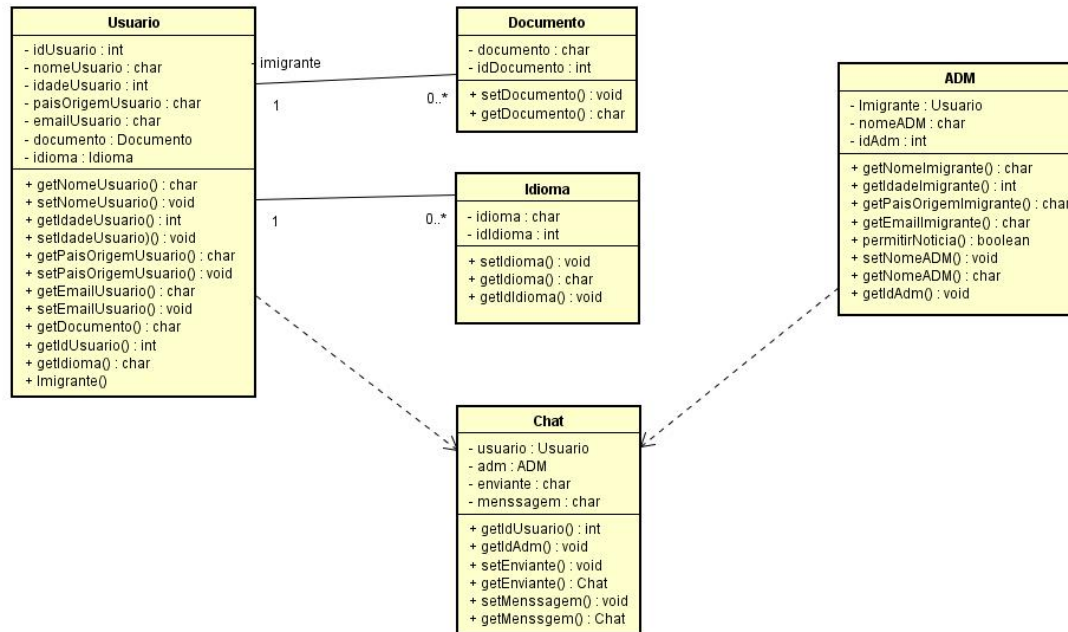 Usuario
- idUsuario : int
- nomeUsuario : char
- idadeUsuario : int
- paisOrigemUsuario : char
- emailUsuario : char
- documento : Documento
- idioma : Idioma
+ getNomeUsuario() : char
+ setNomeUsuario() : void
+ getIdadeUsuario() : int
+ setIdadeUsuario)() : void
+ getPaisOrigemUsuario() : char
+ setPaisOrigemUsuario() : void
+ getEmailUsuario() : char
+ setEmailUsuario() : void
+ getDocumento() : char
+ getIdUsuario() : int
+ getIdioma() : char
+ Imigrante()
- imigrante
1
0..*
Documento
- documento : char
- idDocumento : int
+ setDocumento() : void
+ getDocumento() : char
1
0..*
Idioma
- idioma : char
- idIdioma : int
+ setIdioma() : void
+ getIdioma() : char
+ getIdIdioma() : void
ADM
- Imigrante : Usuario
- nomeADM : char
- idAdm : int
+ getNomeImigrante() : char
+ getIdadeImigrante() : int
+ getPaisOrigemImigrante() : char
+ getEmailImigrante() : char
+ permitirNoticia() : boolean
+ setNomeADM() : void
+ getNomeADM() : char
+ getIdAdm() : void
Chat
- usuario : Usuario
- adm : ADM
- enviante : char
- menssagem : char
+ getIdUsuario() : int
+ getIdAdm() : void
+ setEnviante() : void
+ getEnviante() : Chat
+ setMenssagem() : void
+ getMenssgem() : Chat